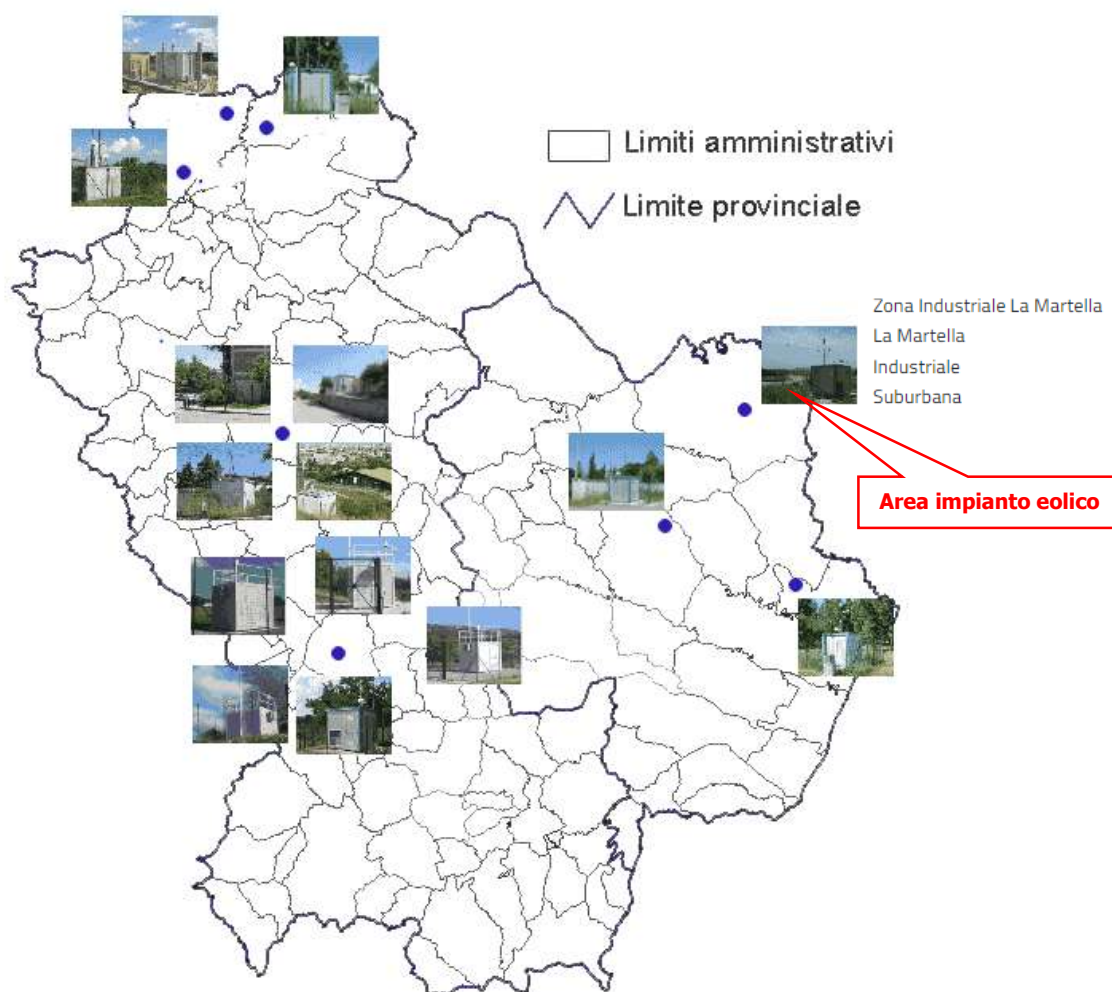 Limiti amministrativi
Limite provinciale
Zona Industriale La Martella
La Martella
Industriale
Suburbana
Area impianto eolico